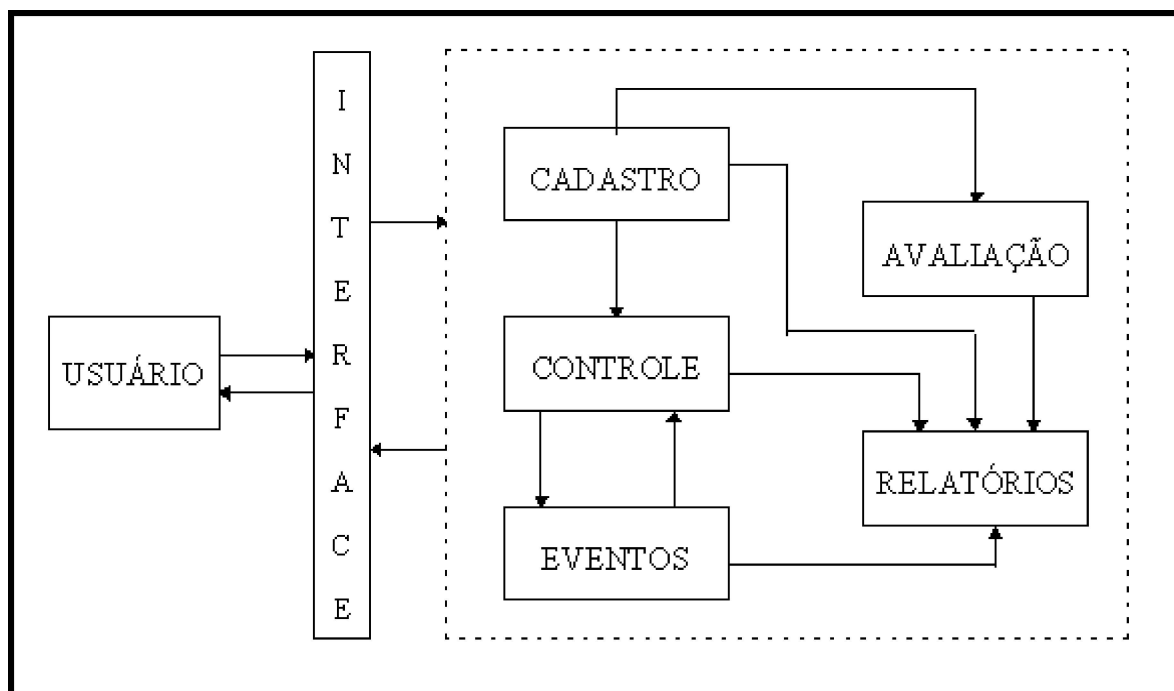 USUÁRIO
INTERFACE
CADASTRO
AVALIAÇÃO
CONTROLE
RELATÓRIOS
EVENTOS